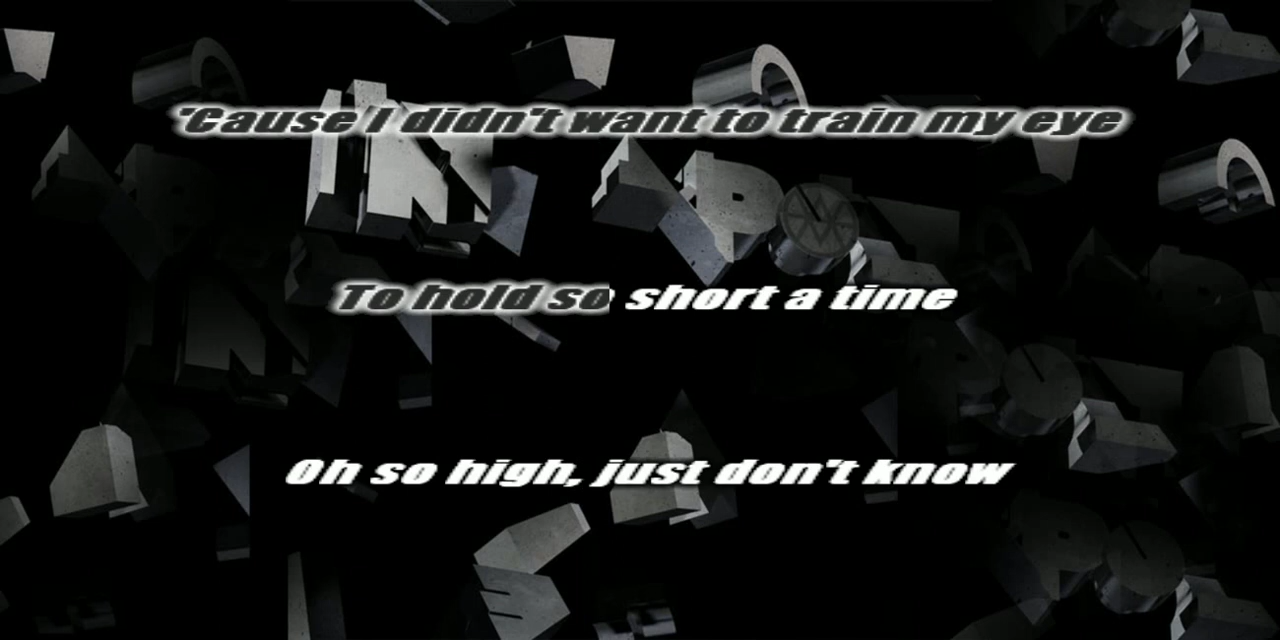 'Cause I didn't want to train my eye
To hold so short a time
Oh so high, just don't know